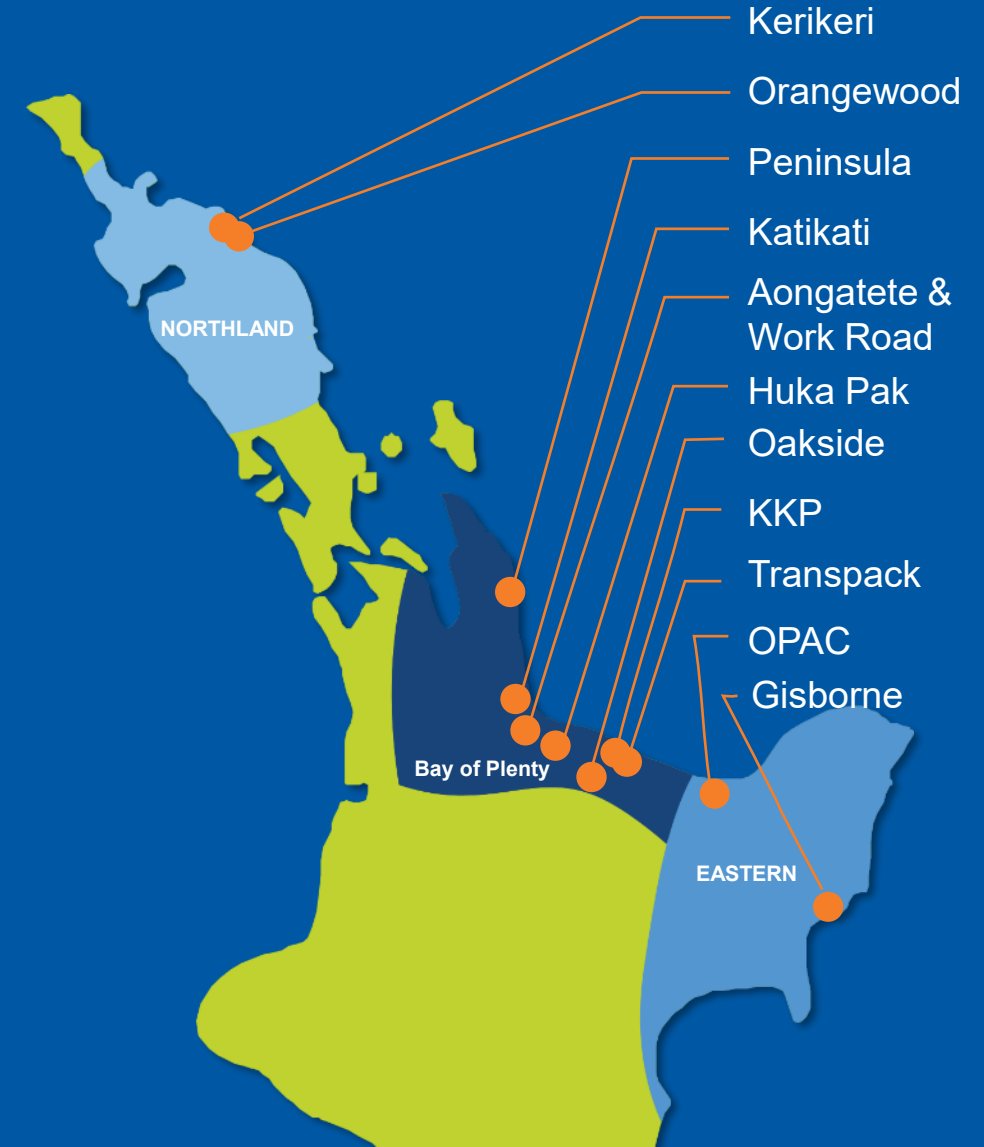 Kerikeri
Orangewood
Peninsula
Katikati
Aongatete &
Work Road
NORTHLAND
Huka Pak
Oakside
KKP
Transpack
OPAC
Gisborne
Bay of Plenty
EASTERN